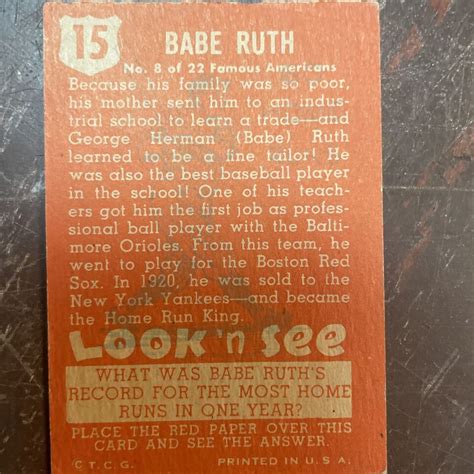 15
BABE RUTH
No. 8 of 22 Famous Americans
Because his family was so poor,
his mother sent him to an indus-
trial school to learn a trade—and
George Herman (Babe) Ruth
learned to be a fine tailor! He
was also the best baseball player
in the school! One of his teach-
ers got him the first job as profes-
sional ball player with the Balti-
more Orioles. From this team, he
went to play for the Boston Red
Sox. In 1920, he was sold to the
New York Yankees—and became
the Home Run King.
LOOK 'n SEE
WHAT WAS BABE RUTH'S
RECORD FOR THE MOST HOME
RUNS IN ONE YEAR?
PLACE THE RED PAPER OVER
THIS CARD AND SEE THE ANSWER.
© T.C.G. PRINTED IN U.S.A.